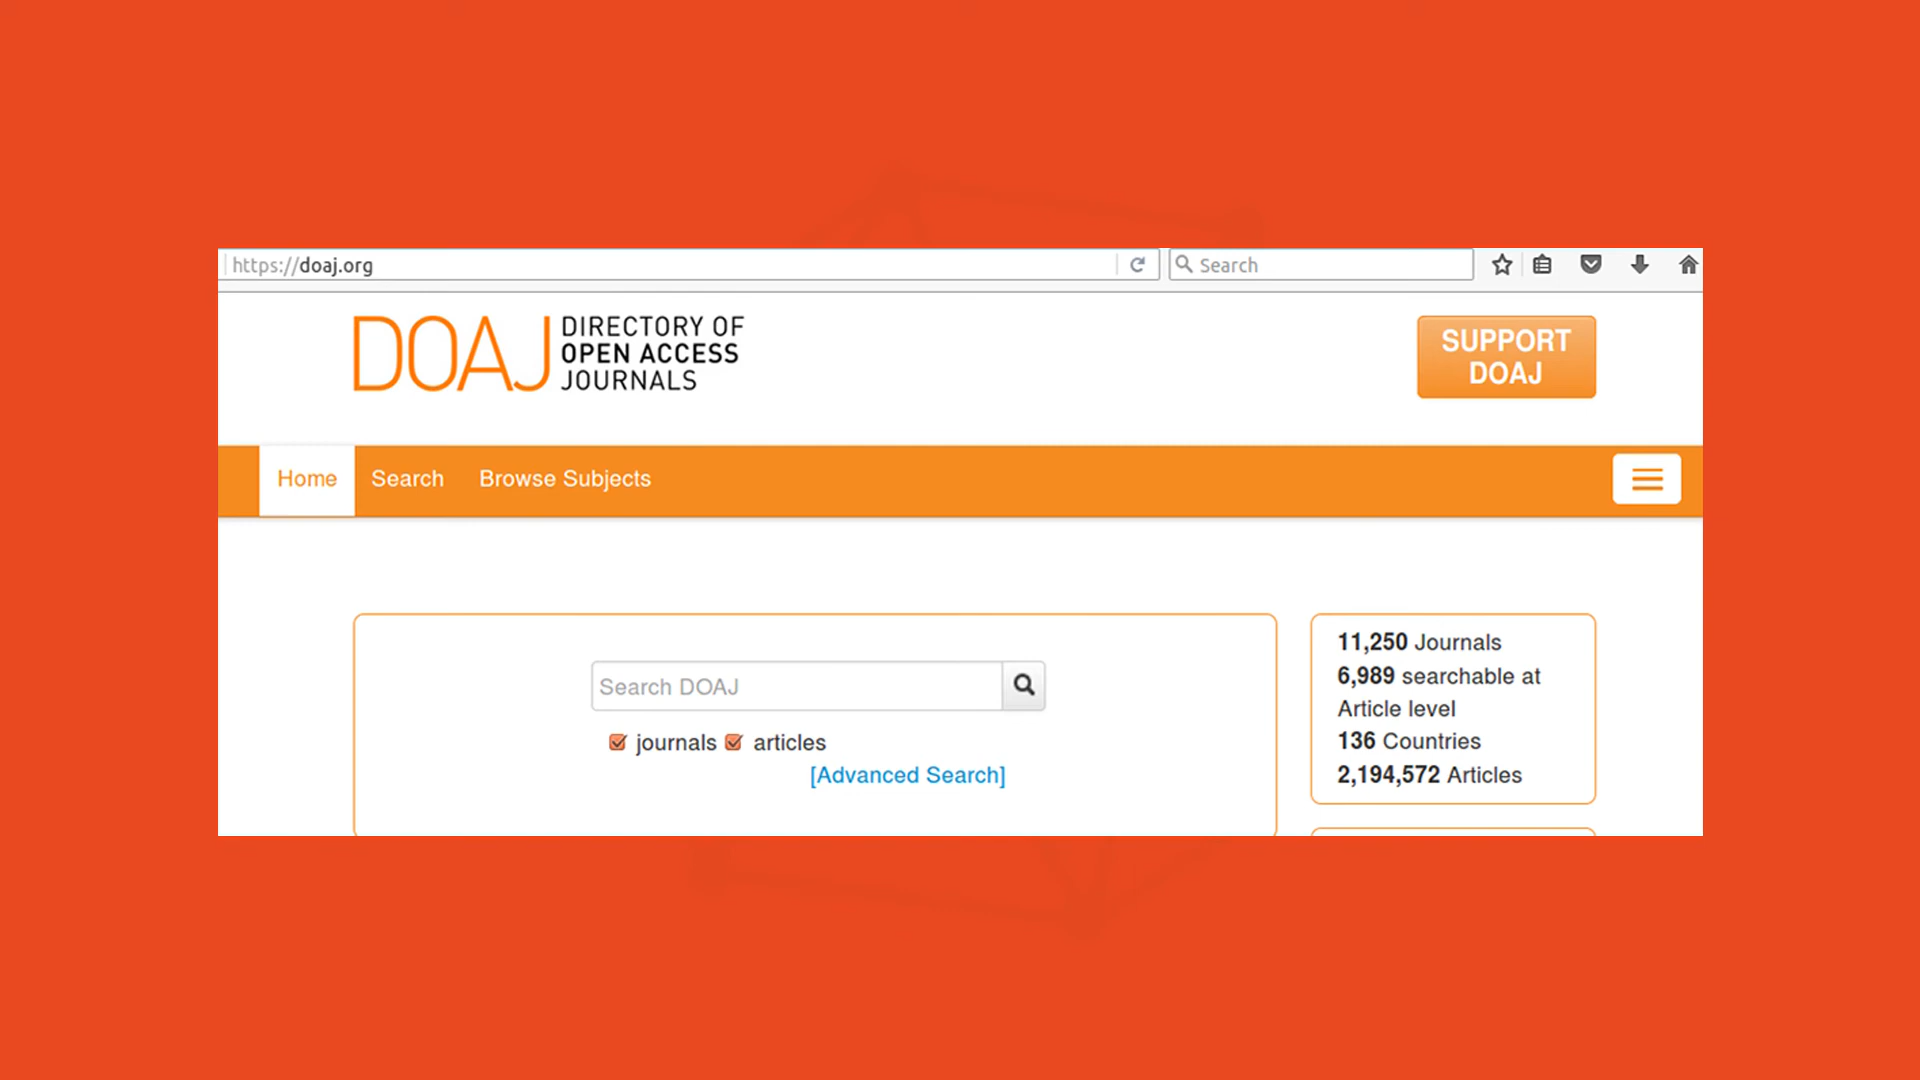 https://doaj.org
Search
DOAJ
DIRECTORY OF
OPEN ACCESS
JOURNALS
SUPPORT
DOAJ
Home Search Browse Subjects
Search DOAJ
journals articles
[Advanced Search]
11,250 Journals
6,989 searchable at
Article level
136 Countries
2,194,572 Articles